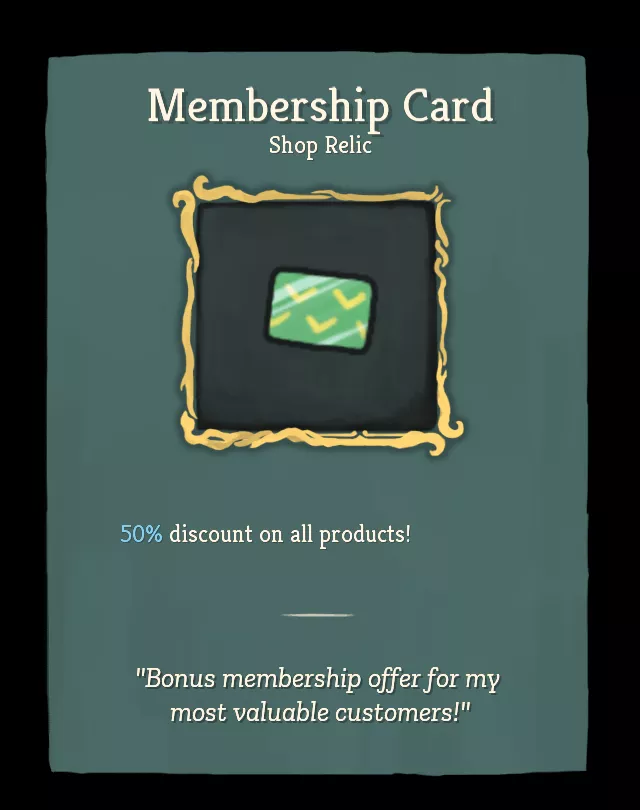 Membership Card
Shop Relic
50% discount on all products!
"Bonus membership offer for my
most valuable customers!"